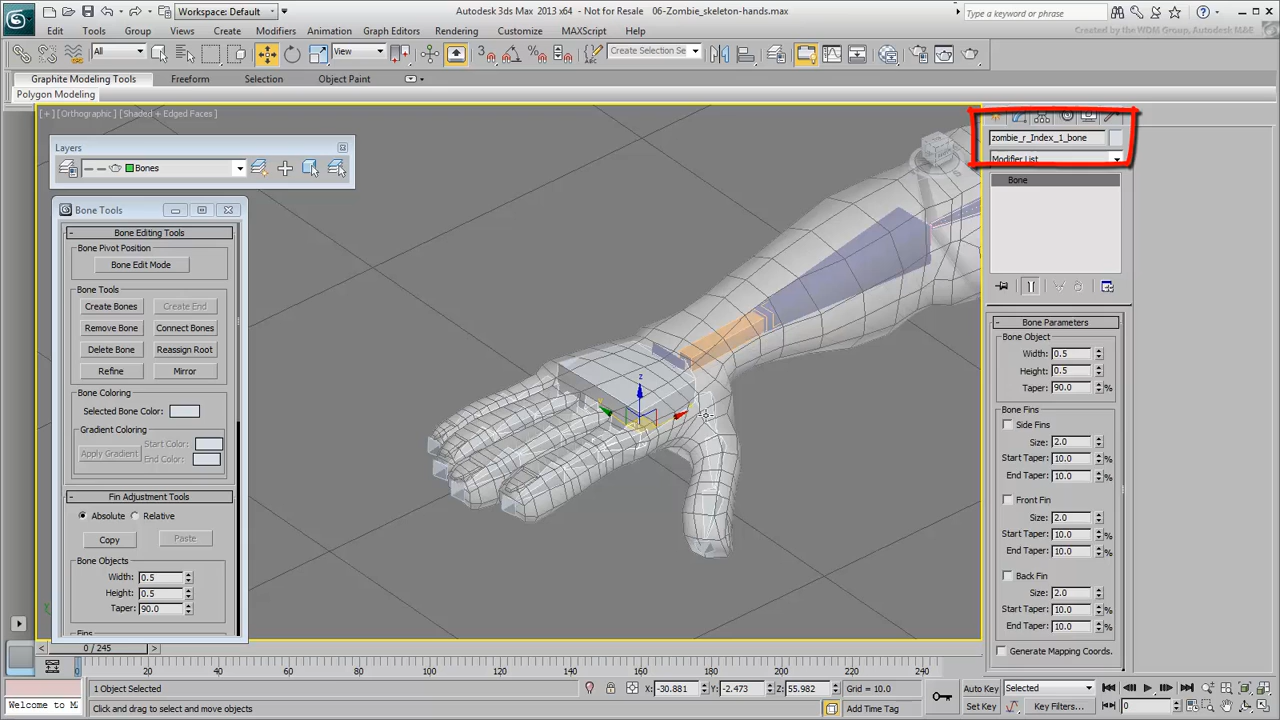 Workspace: Default
Autodesk 3ds Max 2013 x64 - Not for Resale 06-Zombie_skeleton-hands.max
Type a keyword or phrase
Edit Tools Group Views Create Modifiers Animation Graph Editors Rendering Customize MAXScript Help
Created by the WDM Group, Autodesk M&E
All
View
Create Selection Se
Graphite Modeling Tools Freeform Selection Object Paint
Polygon Modeling
[+] [Orthographic] [Shaded + Edged Faces]
Layers
Bones
Bone Tools
Bone Editing Tools
Bone Pivot Position
Bone Edit Mode
Bone Tools
Create Bones Create End
Remove Bone Connect Bones
Delete Bone Reassign Root
Refine Mirror
Bone Coloring
Selected Bone Color:
Gradient Coloring
Apply Gradient Start Color:
End Color:
Fin Adjustment Tools
Absolute Relative
Copy Paste
Bone Objects
Width: 0.5
Height: 0.5
Taper: 90.0
Fins
zombie_r_Index_1_bone
Modifier List
Bone
Bone Parameters
Bone Object
Width: 0.5
Height: 0.5
Taper: 90.0 %
Bone Fins
Side Fins
Size: 2.0
Start Taper: 10.0 %
End Taper: 10.0 %
Front Fin
Size: 2.0
Start Taper: 10.0 %
End Taper: 10.0 %
Back Fin
Size: 2.0
Start Taper: 10.0 %
End Taper: 10.0 %
Generate Mapping Coords.
z
0 / 245
0 20 40 60 80 100 120 140 160 180 200 220 240
1 Object Selected
X: -30.881 Y: -2.473 Z: 55.982 Grid = 10.0
Auto Key Selected
Welcome to M
Click and drag to select and move objects
Add Time Tag
Set Key Key Filters...
0